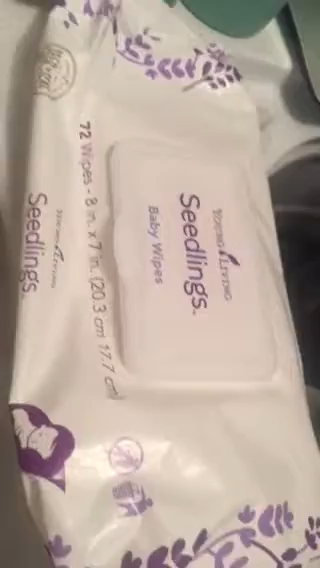 YOUNG LIVING
Seedlings.
Baby Wipes
72 Wipes - 8 in. x 7 in. (20.3 cm 17.7 cm)
YOUNG LIVING
Seedlings